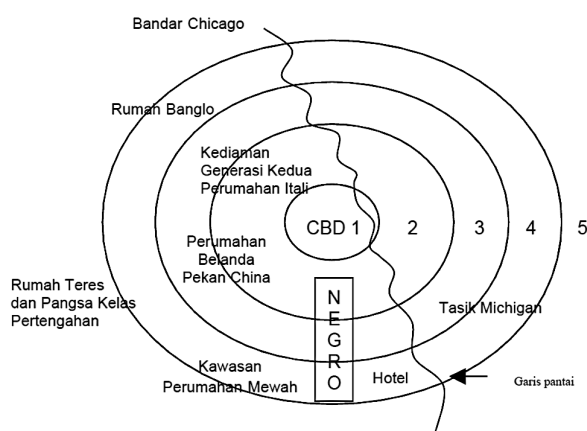 Bandar Chicago
Rumah Banglo
Kediaman
Generasi Kedua
Perumahan Itali
CBD 1
2
3
4
5
Perumahan
Belanda
Pekan China
Rumah Teres
dan Pangsa Kelas
Pertengahan
N
E
G
R
O
Tasik Michigan
Kawasan
Perumahan Mewah
Hotel
Garis pantai